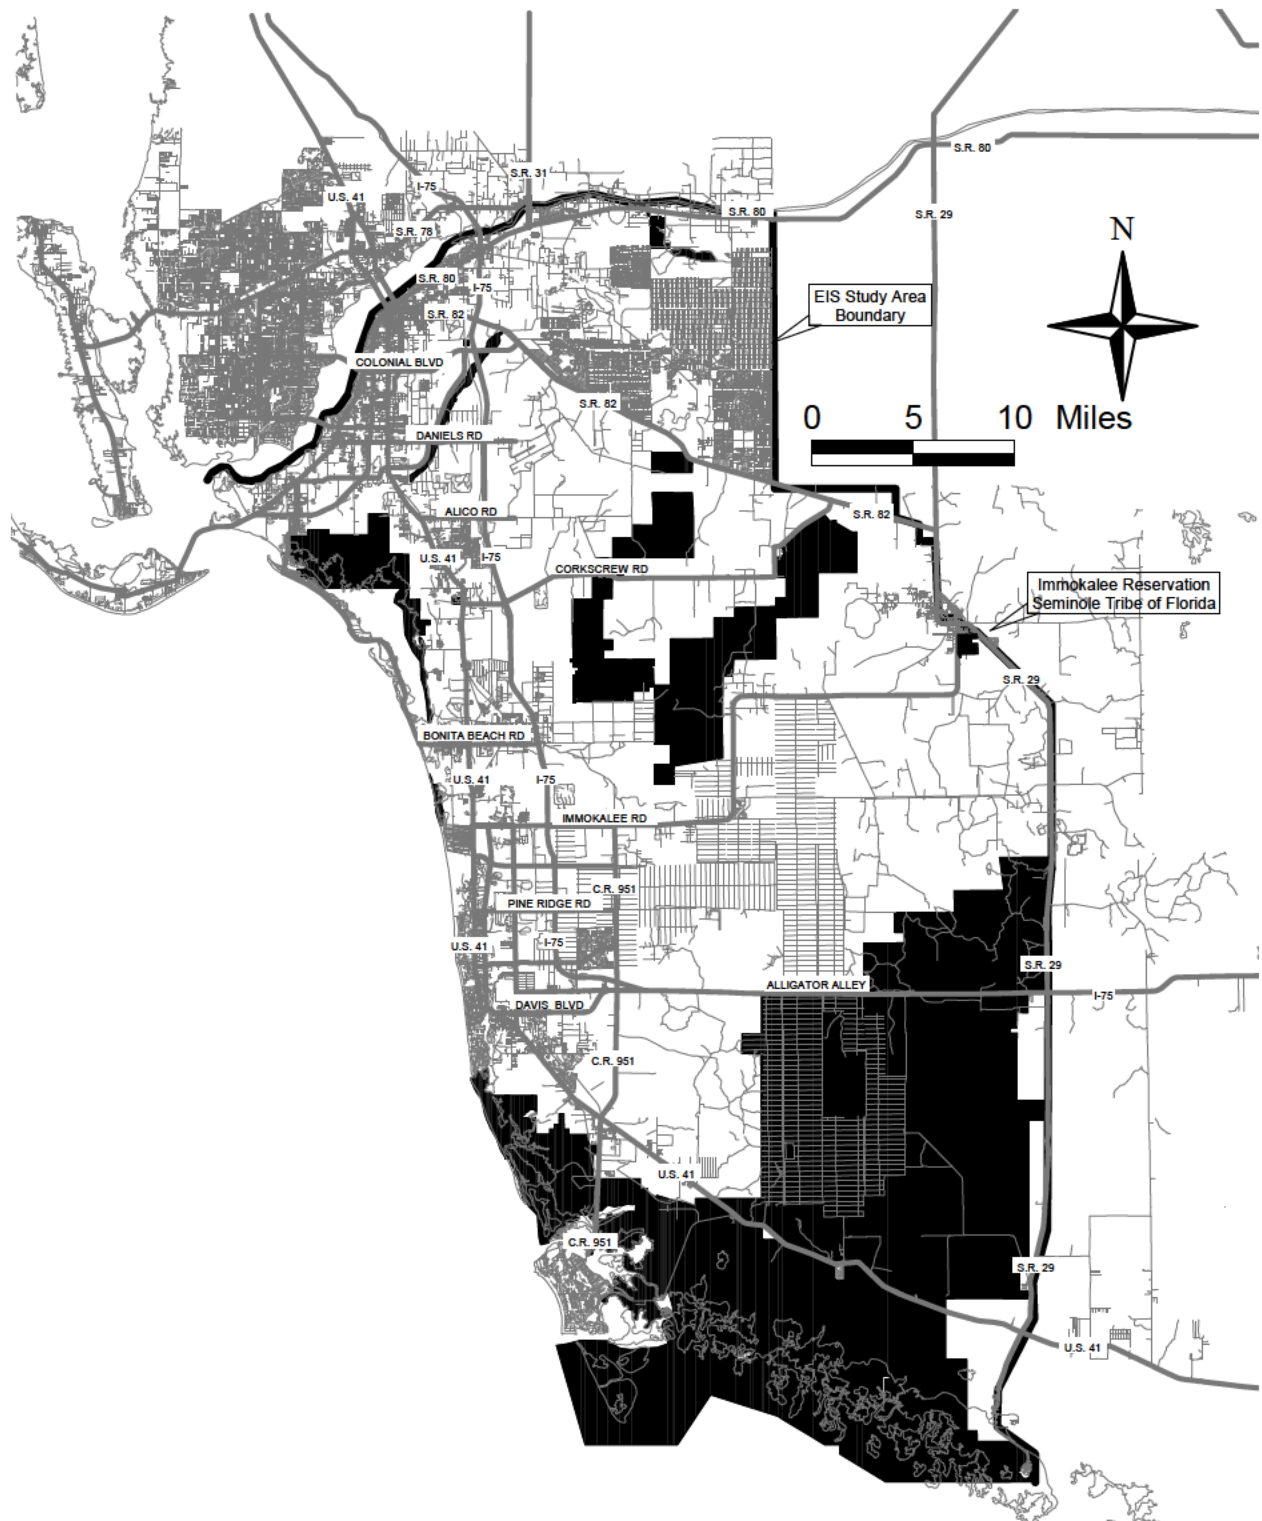 S.R. 80
S.R. 31
I-75
U.S. 41
S.R. 80
S.R. 29
S.R. 78
N
S.R. 80
I-75
EIS Study Area
Boundary
S.R. 82
COLONIAL BLVD
S.R. 82
0 5 10 Miles
DANIELS RD
ALICO RD
S.R. 82
U.S. 41
I-75
CORKSCREW RD
Immokalee Reservation
Seminole Tribe of Florida
S.R. 29
BONITA BEACH RD
U.S. 41
I-75
IMMOKALEE RD
C.R. 951
PINE RIDGE RD
U.S. 41
I-75
S.R. 29
ALLIGATOR ALLEY
I-75
DAVIS BLVD
C.R. 951
U.S. 41
C.R. 951
S.R. 29
U.S. 41